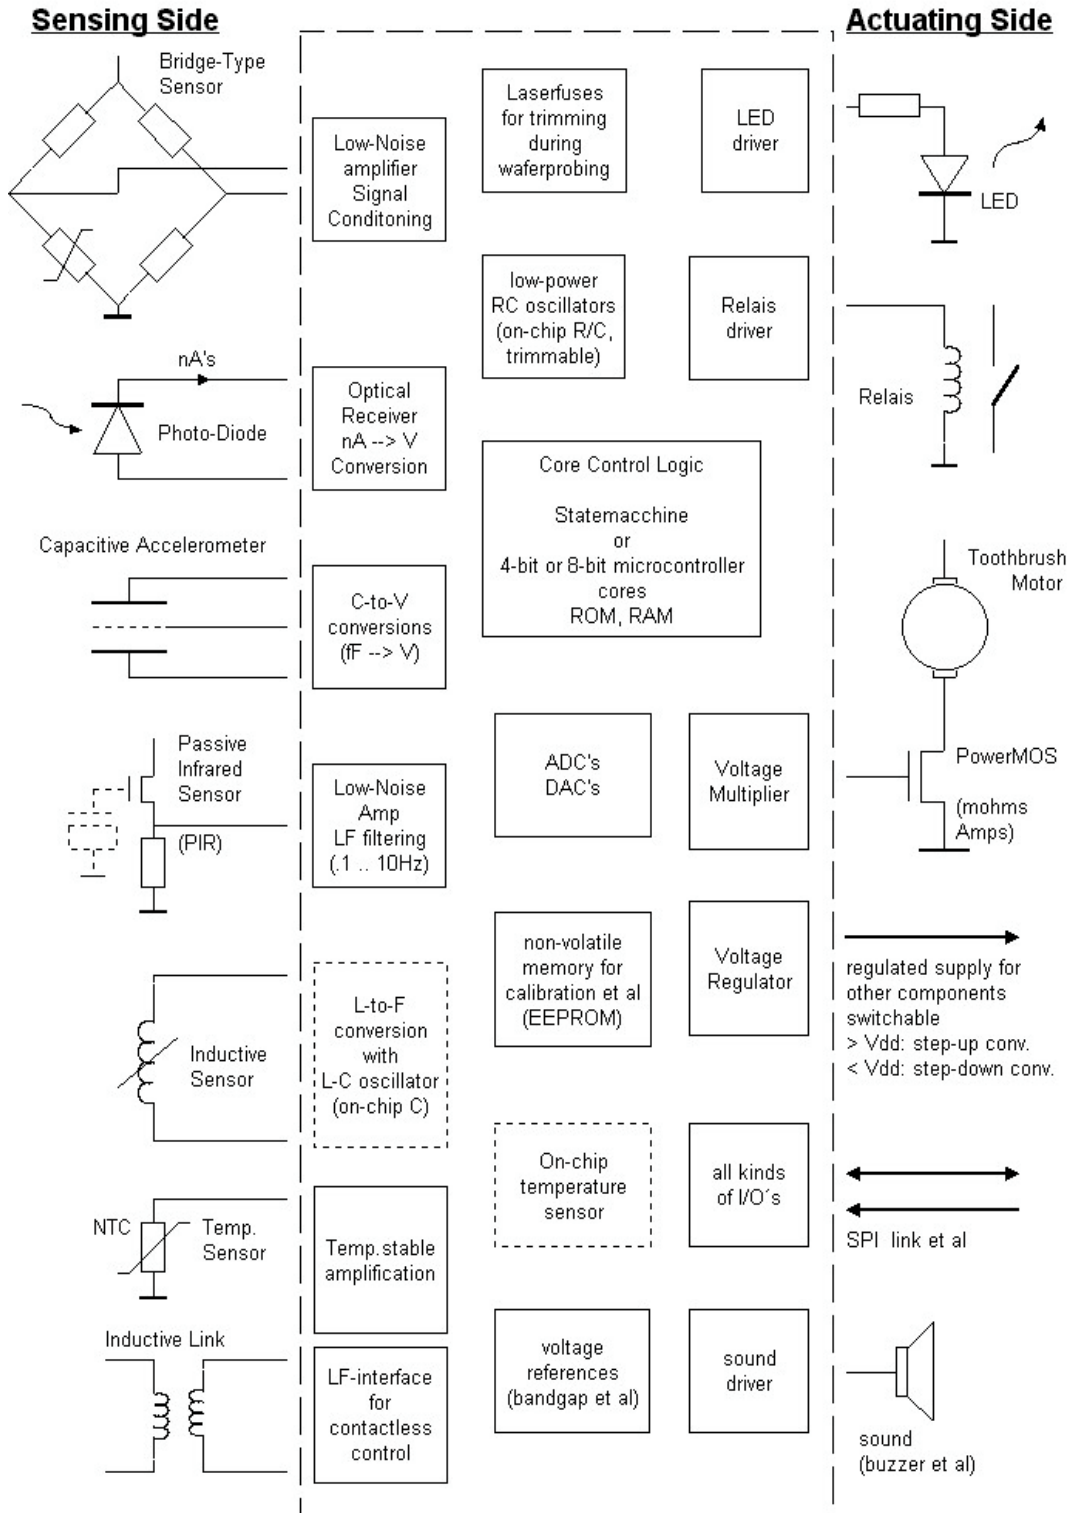 Sensing Side
Actuating Side
Bridge-Type
Sensor
Low-Noise
amplifier
Signal
Conditoning
Laserfuses
for trimming
during
waferprobing
LED
driver
LED
low-power
RC oscillators
(on-chip R/C,
trimmable)
Relais
driver
Relais
nA's
Photo-Diode
Optical
Receiver
nA --> V
Conversion
Core Control Logic
Statemacchine
or
4-bit or 8-bit microcontroller
cores
ROM, RAM
Capacitive Accelerometer
C-to-V
conversions
(fF --> V)
Toothbrush
Motor
Passive
Infrared
Sensor
(PIR)
Low-Noise
Amp
LF filtering
(.1 .. 10Hz)
ADC's
DAC's
Voltage
Multiplier
PowerMOS
(mohms
Amps)
non-volatile
memory for
calibration et al
(EEPROM)
Voltage
Regulator
regulated supply for
other components
switchable
> Vdd: step-up conv.
< Vdd: step-down conv.
Inductive
Sensor
L-to-F
conversion
with
L-C oscillator
(on-chip C)
On-chip
temperature
sensor
all kinds
of I/O´s
SPI link et al
NTC
Temp.
Sensor
Temp.stable
amplification
Inductive Link
LF-interface
for
contactless
control
voltage
references
(bandgap et al)
sound
driver
sound
(buzzer et al)